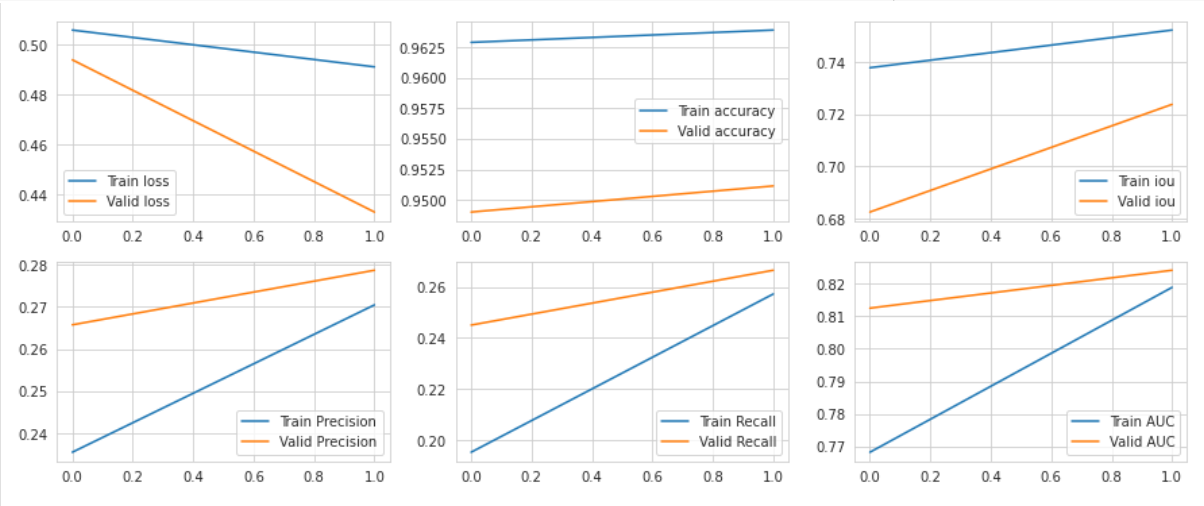 0.50
0.48
0.46
0.44
Train loss
Valid loss
0.0 0.2 0.4 0.6 0.8 1.0
0.9625
0.9600
0.9575
0.9550
0.9525
0.9500
Train accuracy
Valid accuracy
0.0 0.2 0.4 0.6 0.8 1.0
0.74
0.72
0.70
0.68
Train iou
Valid iou
0.0 0.2 0.4 0.6 0.8 1.0
0.28
0.27
0.26
0.25
0.24
Train Precision
Valid Precision
0.0 0.2 0.4 0.6 0.8 1.0
0.26
0.24
0.22
0.20
Train Recall
Valid Recall
0.0 0.2 0.4 0.6 0.8 1.0
0.82
0.81
0.80
0.79
0.78
0.77
Train AUC
Valid AUC
0.0 0.2 0.4 0.6 0.8 1.0